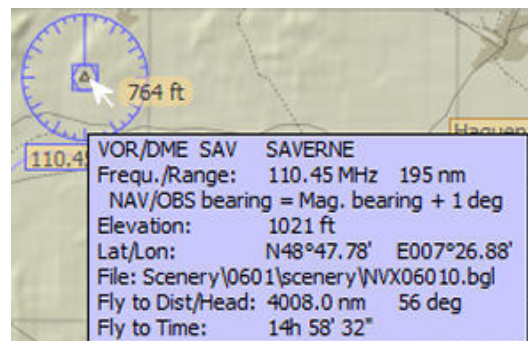 764 ft
Haguen
110.45
VOR/DME SAV SAVERNE
Frequ./Range: 110.45 MHz 195 nm
NAV/OBS bearing = Mag. bearing + 1 deg
Elevation: 1021 ft
Lat/Lon: N48°47.78' E007°26.88'
File: Scenery\0601\scenery\NVX06010.bgl
Fly to Dist/Head: 4008.0 nm 56 deg
Fly to Time: 14h 58' 32"